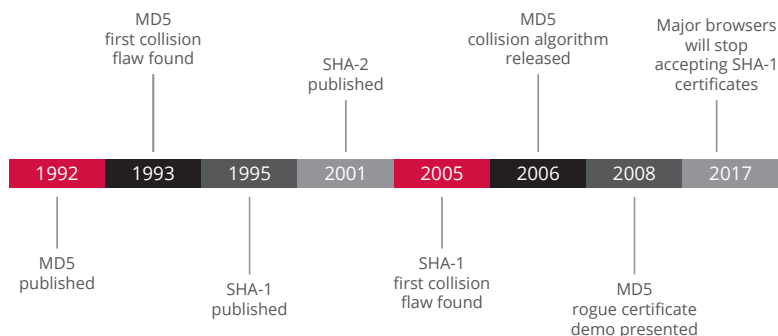 MD5
first collision
flaw found
SHA-2
published
MD5
collision algorithm
released
Major browsers
will stop
accepting SHA-1
certificates
1992
1993
1995
2001
2005
2006
2008
2017
MD5
published
SHA-1
published
SHA-1
first collision
flaw found
MD5
rogue certificate
demo presented